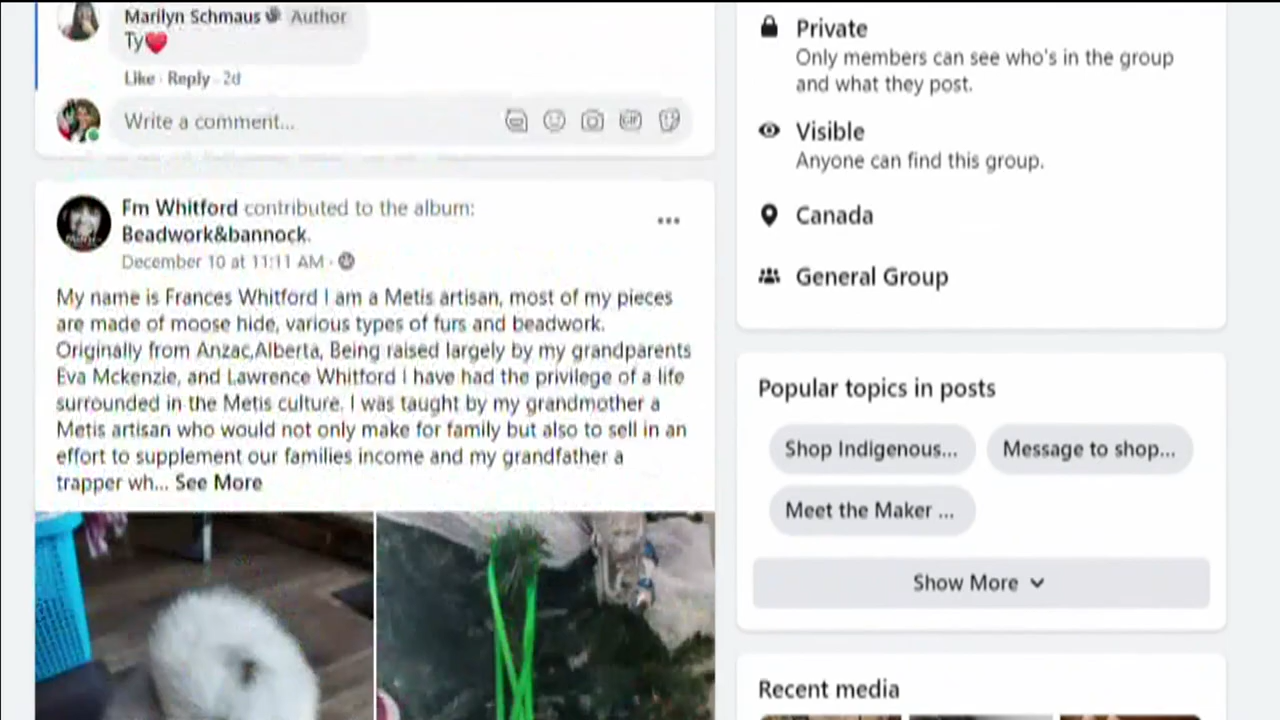 Marilyn Schmaus Author
Ty
Like · Reply · 2d
Write a comment...
GIF
Fm Whitford contributed to the album:
Beadwork&bannock.
December 10 at 11:11 AM ·
My name is Frances Whitford I am a Metis artisan, most of my pieces
are made of moose hide, various types of furs and beadwork.
Originally from Anzac,Alberta, Being raised largely by my grandparents
Eva Mckenzie, and Lawrence Whitford I have had the privilege of a life
surrounded in the Metis culture. I was taught by my grandmother a
Metis artisan who would not only make for family but also to sell in an
effort to supplement our families income and my grandfather a
trapper wh... See More
Private
Only members can see who's in the group
and what they post.
Visible
Anyone can find this group.
Canada
General Group
Popular topics in posts
Shop Indigenous...
Message to shop...
Meet the Maker ...
Show More
Recent media